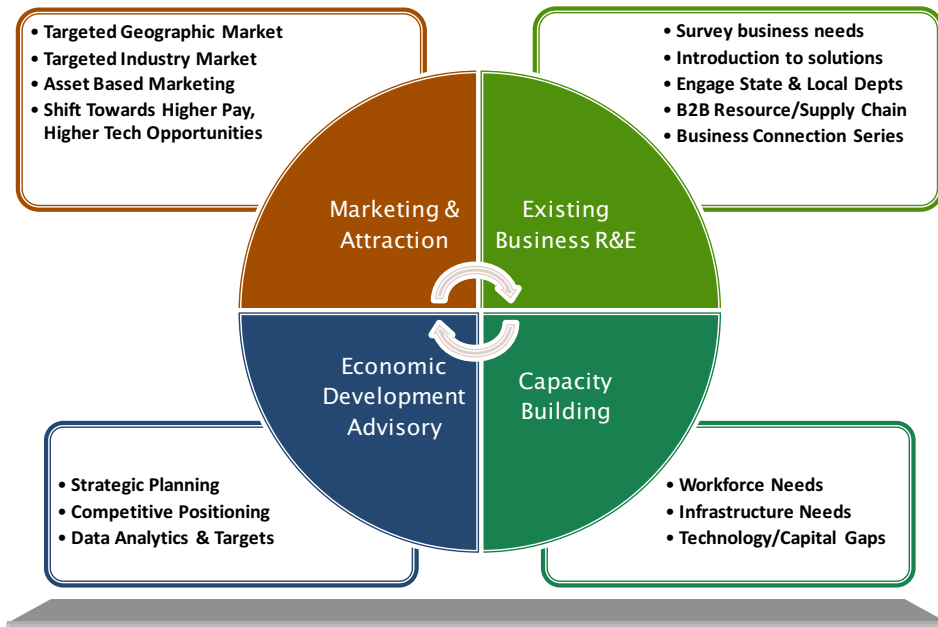 • Targeted Geographic Market
• Targeted Industry Market
• Asset Based Marketing
• Shift Towards Higher Pay,
Higher Tech Opportunities
• Survey business needs
• Introduction to solutions
• Engage State & Local Depts
• B2B Resource/Supply Chain
• Business Connection Series
Marketing &
Attraction
Existing
Business R&E
Economic
Development
Advisory
Capacity
Building
• Strategic Planning
• Competitive Positioning
• Data Analytics & Targets
• Workforce Needs
• Infrastructure Needs
• Technology/Capital Gaps